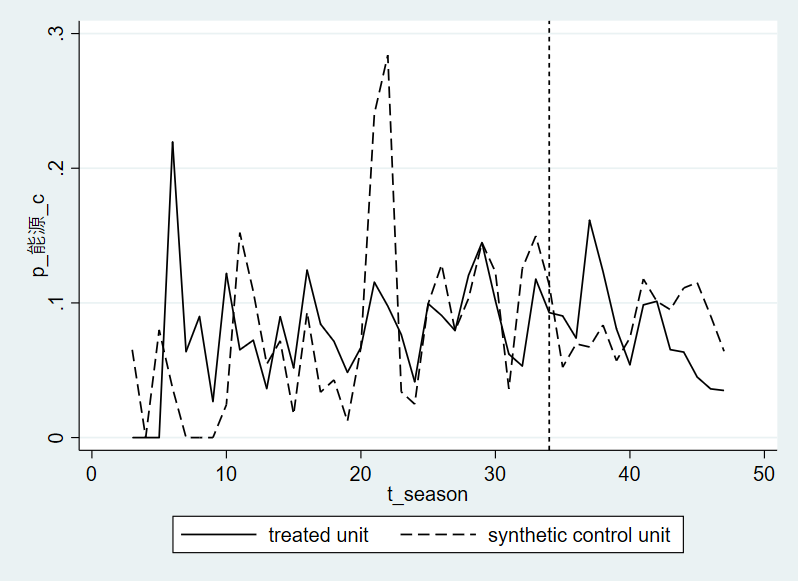 .3
.2
.1
0
p_能源_c
0 10 20 30 40 50
t_season
treated unit synthetic control unit